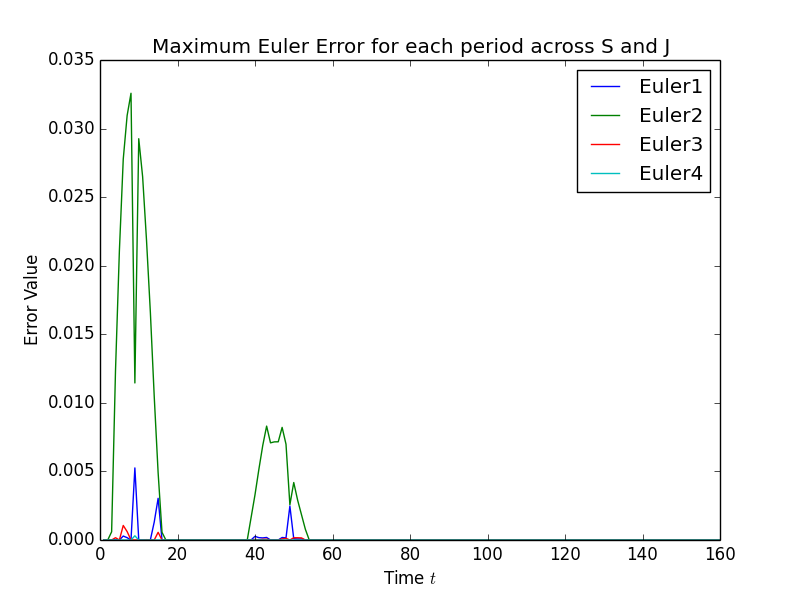 Maximum Euler Error for each period across S and J
0.035
0.030
0.025
0.020
0.015
0.010
0.005
0.000
Error Value
Euler1
Euler2
Euler3
Euler4
0 20 40 60 80 100 120 140 160
Time t